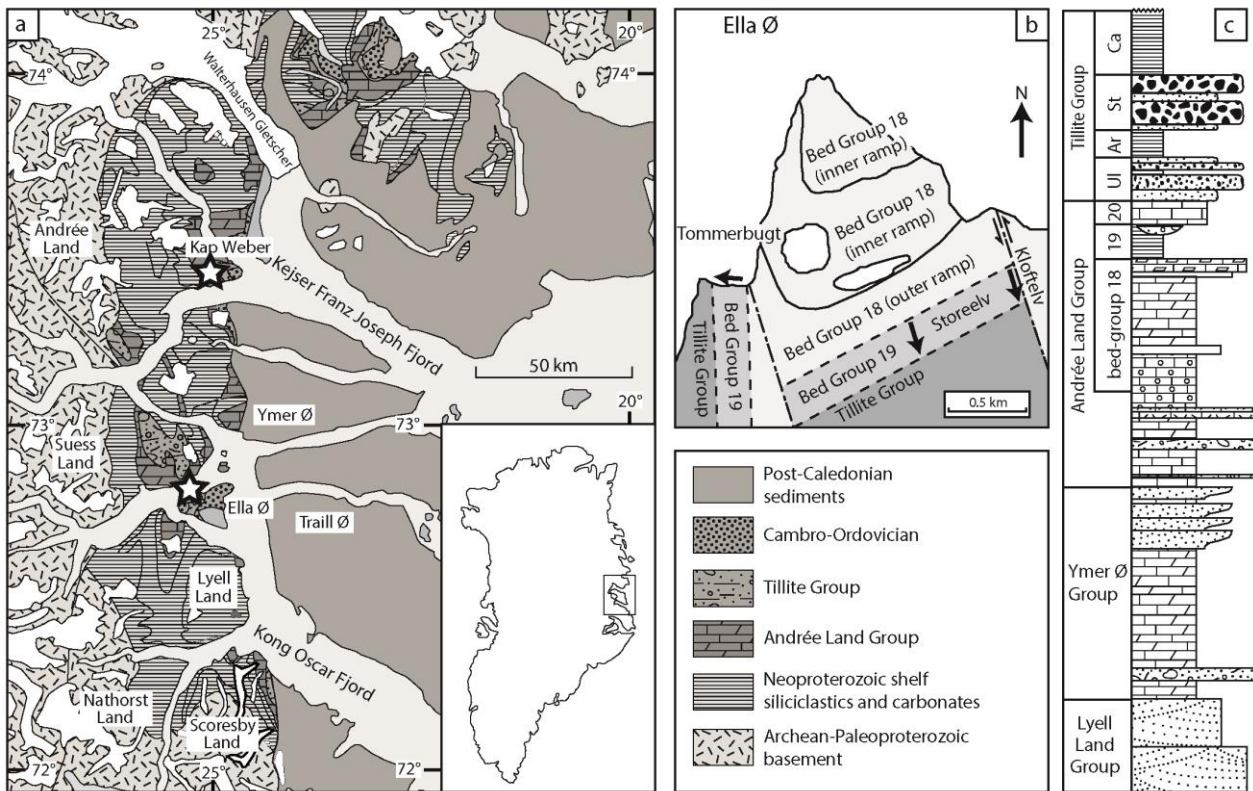 a
25°
20°
74°
74°
Walterhausen Gletscher
Andrée
Land
Kap Weber
Kejser Franz Joseph Fjord
50 km
20°
Ymer Ø
73°
73°
Suess
Land
Ella Ø
Traill Ø
Lyell
Land
Kong Oscar Fjord
Nathorst
Land
Scoresby
Land
72°
25°
72°
Ella Ø
b
N
Bed Group 18
(inner ramp)
Bed Group 18
(inner ramp)
Tommerbugt
Kloftelv
Bed Group 18 (outer ramp)
Storeelv
Bed Group 19
Tillite Group
Tillite Group
Bed Group 19
0.5 km
Post-Caledonian
sediments
Cambro-Ordovician
Tillite Group
Andrée Land Group
Neoproterozoic shelf
siliciclastics and carbonates
Archean-Paleoproterozoic
basement
c
Tillite Group
Ca
St
Ar
Ul
Andrée Land Group
20
19
bed-group 18
Ymer Ø
Group
Lyell
Land
Group